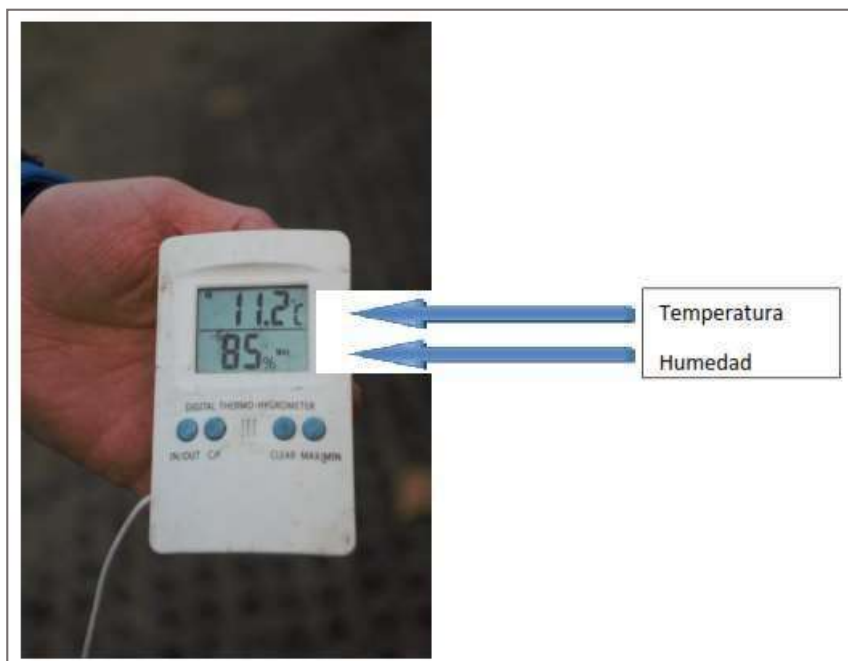 11.2°C
Temperatura
85%
Humedad
DIGITAL THERMO-HYGROMETER
IN/OUT C/F CLEAR MAX/MIN